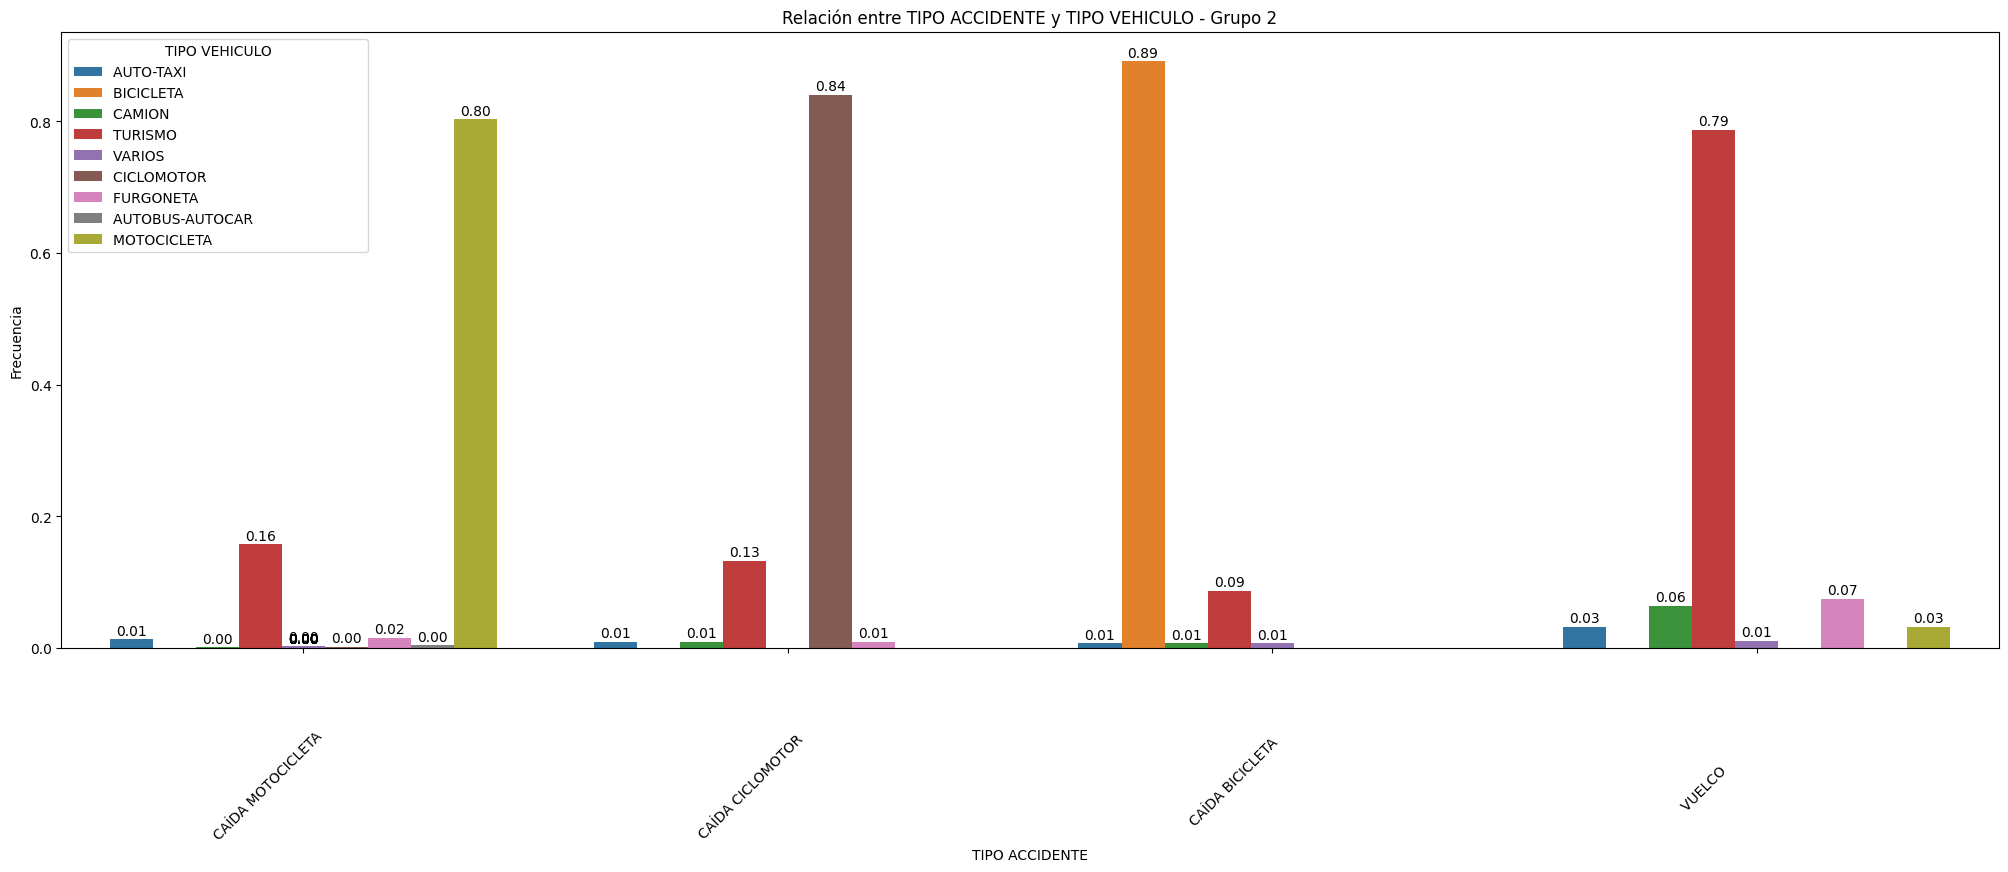 Relación entre TIPO ACCIDENTE y TIPO VEHICULO - Grupo 2
TIPO VEHICULO
AUTO-TAXI
BICICLETA
CAMION
TURISMO
VARIOS
CICLOMOTOR
FURGONETA
AUTOBUS-AUTOCAR
MOTOCICLETA
Frecuencia
0.8
0.6
0.4
0.2
0.0
0.01
0.00
0.16
0.00
0.00
0.02
0.00
0.80
0.01
0.01
0.13
0.84
0.01
0.01
0.89
0.01
0.09
0.01
0.03
0.06
0.79
0.01
0.07
0.03
CAÍDA MOTOCICLETA
CAÍDA CICLOMOTOR
CAÍDA BICICLETA
VUELCO
TIPO ACCIDENTE